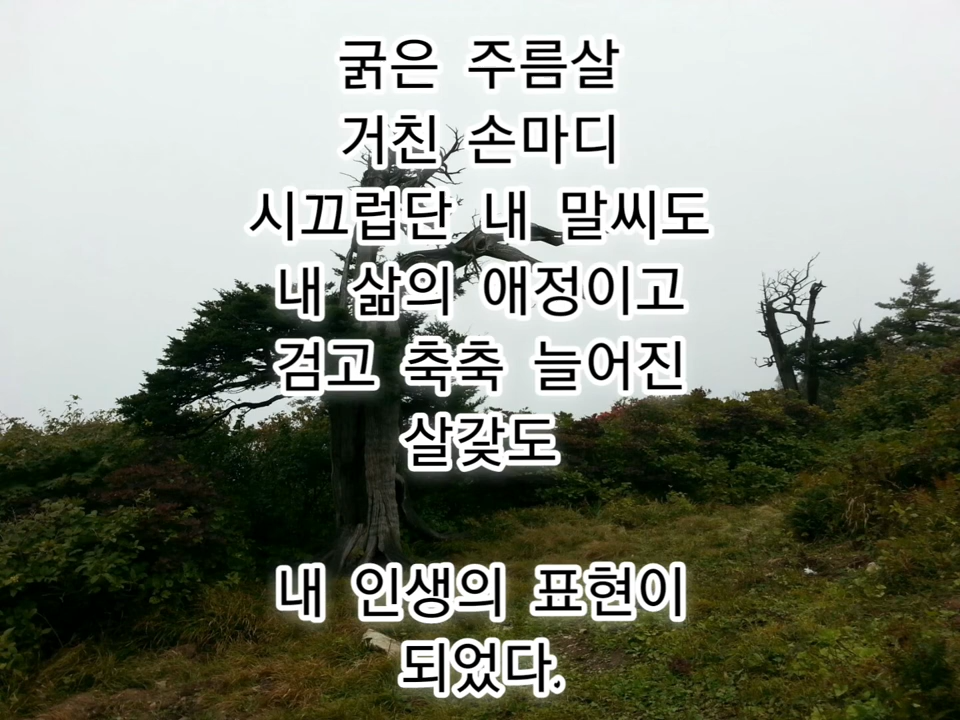 굵은 주름살
거친 손마디
시끄럽단 내 말씨도
내 삶의 애정이고
검고 축축 늘어진
살갗도
내 인생의 표현이
되었다.